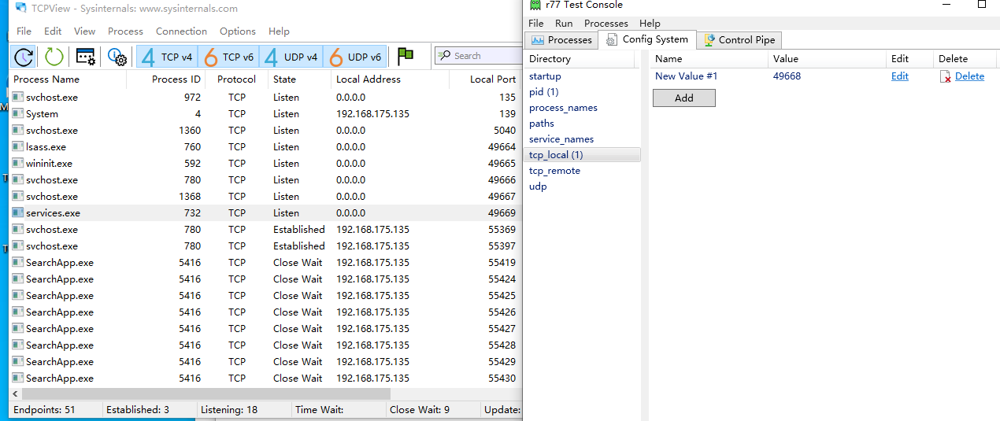 TCPView - Sysinternals: www.sysinternals.com
File Edit View Process Connection Options Help
4 TCP v4 6 TCP v6 4 UDP v4 6 UDP v6 Search
Process Name Process ID Protocol State Local Address Local Port
svchost.exe 972 TCP Listen 0.0.0.0 135
System 4 TCP Listen 192.168.175.135 139
svchost.exe 1360 TCP Listen 0.0.0.0 5040
lsass.exe 760 TCP Listen 0.0.0.0 49664
wininit.exe 592 TCP Listen 0.0.0.0 49665
svchost.exe 780 TCP Listen 0.0.0.0 49666
svchost.exe 1368 TCP Listen 0.0.0.0 49667
services.exe 732 TCP Listen 0.0.0.0 49669
svchost.exe 780 TCP Established 192.168.175.135 55369
svchost.exe 780 TCP Established 192.168.175.135 55397
SearchApp.exe 5416 TCP Close Wait 192.168.175.135 55419
SearchApp.exe 5416 TCP Close Wait 192.168.175.135 55424
SearchApp.exe 5416 TCP Close Wait 192.168.175.135 55425
SearchApp.exe 5416 TCP Close Wait 192.168.175.135 55426
SearchApp.exe 5416 TCP Close Wait 192.168.175.135 55427
SearchApp.exe 5416 TCP Close Wait 192.168.175.135 55428
SearchApp.exe 5416 TCP Close Wait 192.168.175.135 55429
SearchApp.exe 5416 TCP Close Wait 192.168.175.135 55430
Endpoints: 51 Established: 3 Listening: 18 Time Wait: Close Wait: 9 Update:
r77 Test Console
File Run Processes Help
Processes Config System Control Pipe
Directory
startup
pid (1)
process_names
paths
service_names
tcp_local (1)
tcp_remote
udp
Name Value Edit Delete
New Value #1 49668 Edit Delete
Add